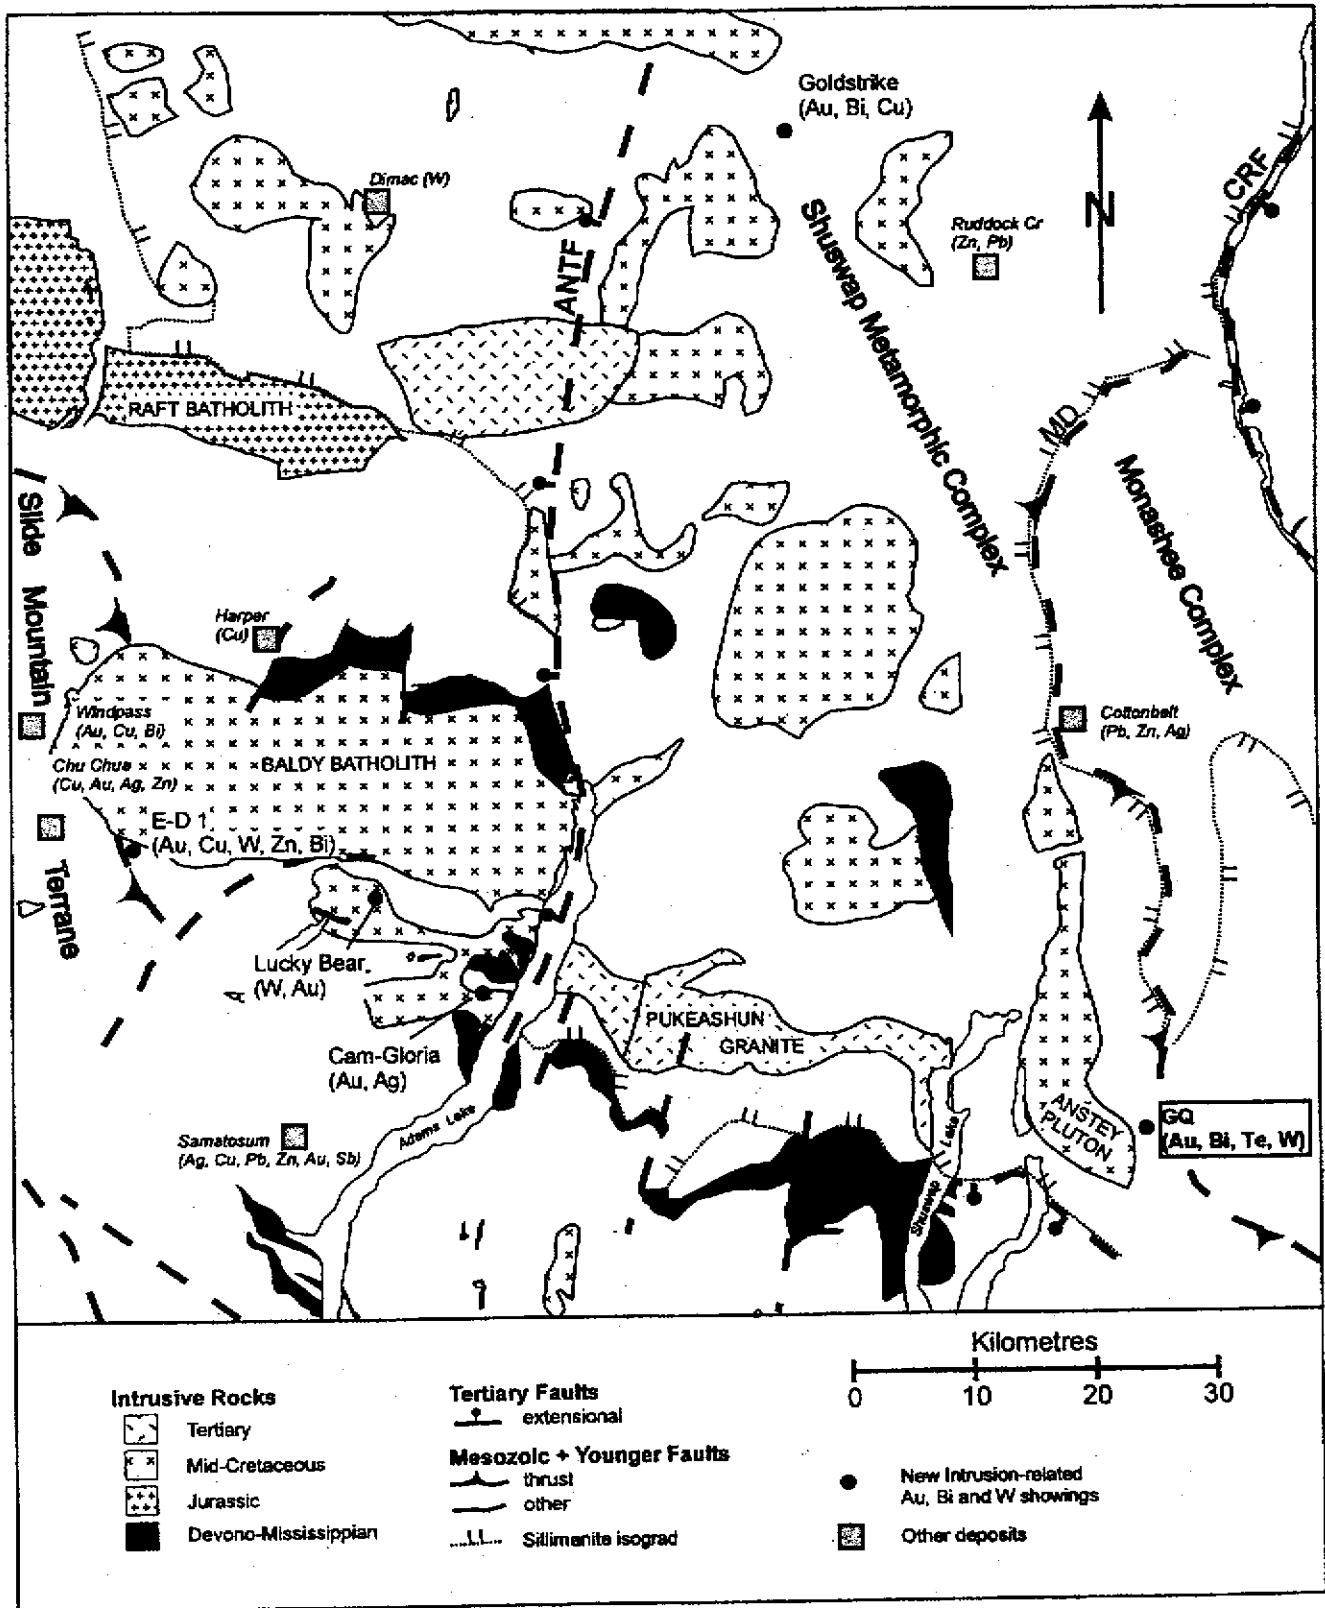 Goldstrike
(Au, Bi, Cu)
N
CRF
Dimac (W)
Ruddock Cr
(Zn, Pb)
ANTF
Shuswap Metamorphic Complex
RAFT BATHOLITH
MD
Monashee Complex
Slide Mountain Terrane
Harper
(Cu)
Windpass
(Au, Cu, Bi)
Cottonbelt
(Pb, Zn, Ag)
Chu Chua
(Cu, Au, Ag, Zn)
BALDY BATHOLITH
E-D 1
(Au, Cu, W, Zn, Bi)
Lucky Bear
(W, Au)
PUKEASHUN
GRANITE
Cam-Gloria
(Au, Ag)
Adams Lake
ANSTEY
PLUTON
GQ
(Au, Bi, Te, W)
Samatosum
(Ag, Cu, Pb, Zn, Au, Sb)
Shuswap Lake
Kilometres
0 10 20 30
Intrusive Rocks
Tertiary
Mid-Cretaceous
Jurassic
Devono-Mississippian
Tertiary Faults
extensional
Mesozoic + Younger Faults
thrust
other
Sillimanite isograd
New Intrusion-related
Au, Bi and W showings
Other deposits